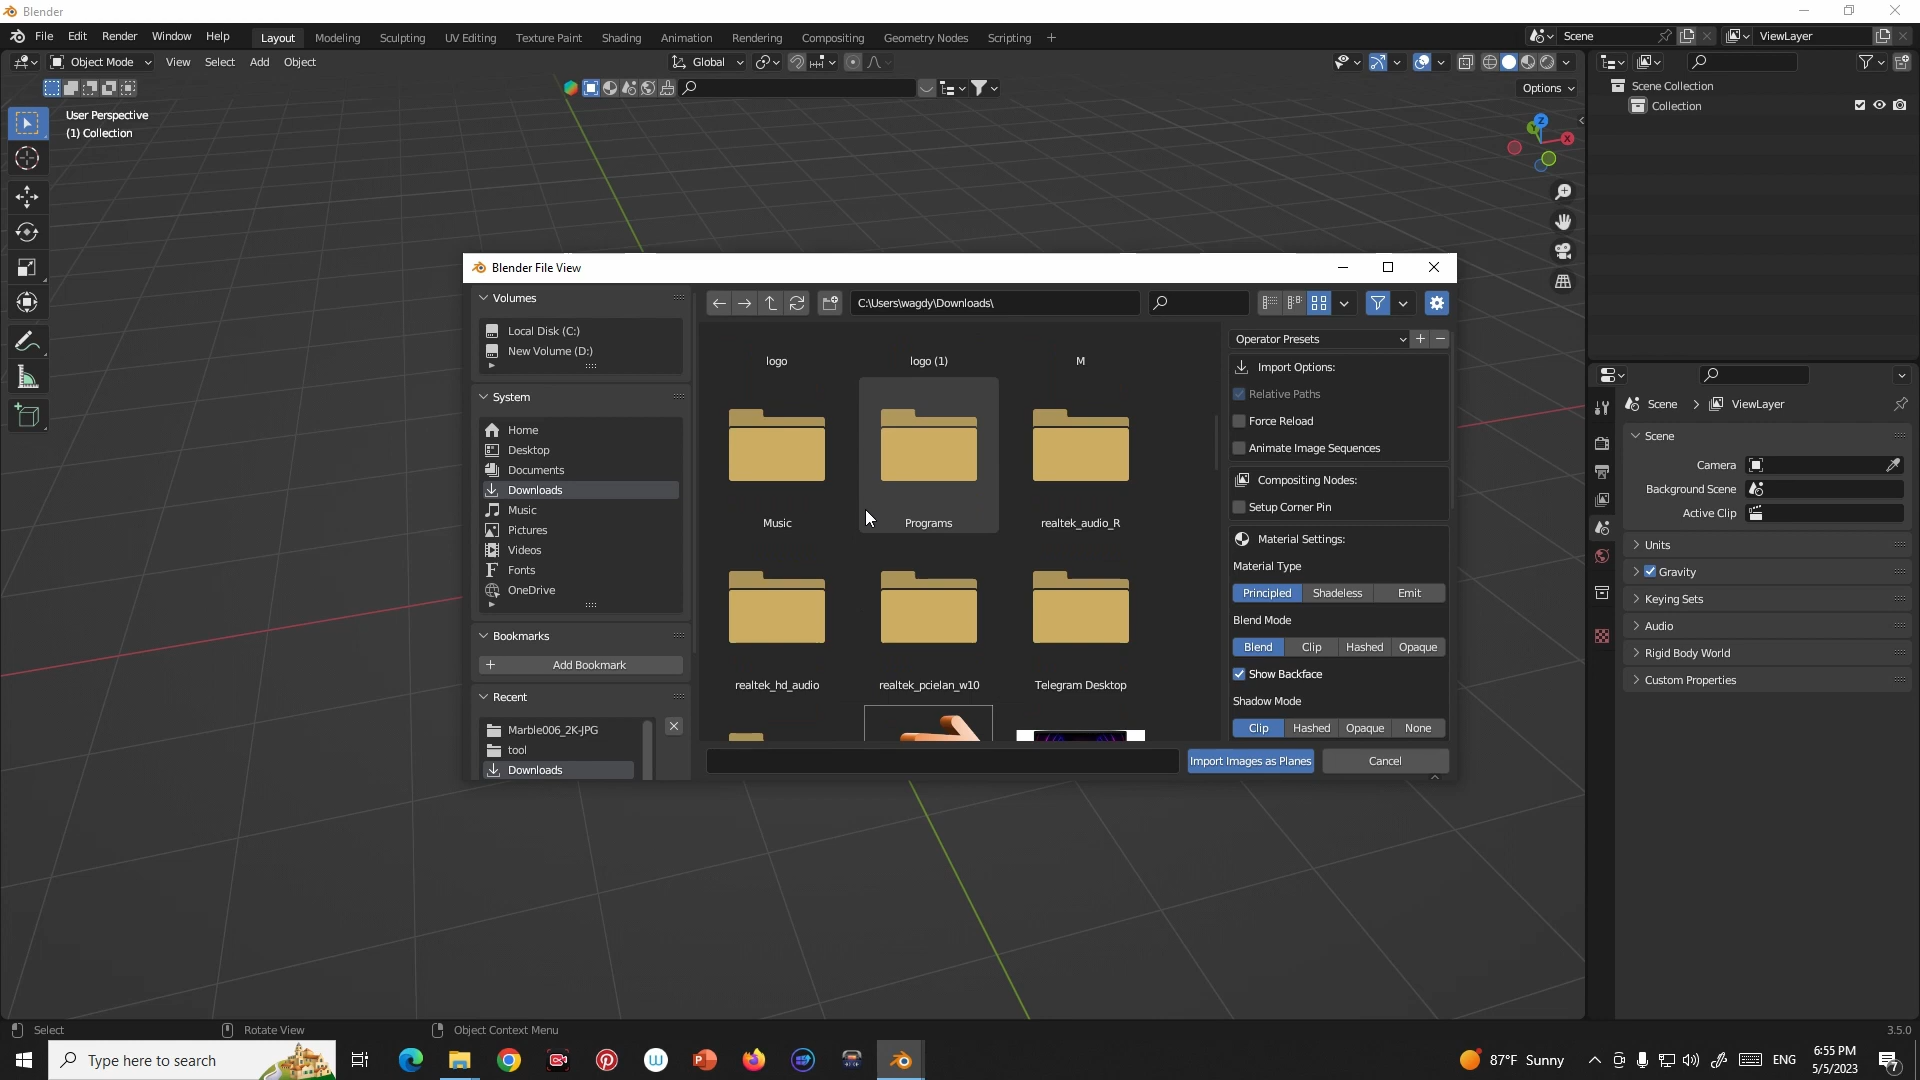 Blender
File Edit Render Window Help Layout Modeling Sculpting UV Editing Texture Paint Shading Animation Rendering Compositing Geometry Nodes Scripting + Scene ViewLayer
Object Mode View Select Add Object Global
Options
User Perspective
(1) Collection
Scene Collection
Collection
Z
Y
X
Blender File View
Volumes
Local Disk (C:)
New Volume (D:)
System
Home
Desktop
Documents
Downloads
Music
Pictures
Videos
Fonts
OneDrive
Bookmarks
Add Bookmark
Recent
Marble006_2K-JPG
tool
Downloads
C:\Users\wagdy\Downloads\
logo logo (1) M
Music Programs realtek_audio_R
realtek_hd_audio realtek_pcielan_w10 Telegram Desktop
Operator Presets
Import Options:
Relative Paths
Force Reload
Animate Image Sequences
Compositing Nodes:
Setup Corner Pin
Material Settings:
Material Type
Principled Shadeless Emit
Blend Mode
Blend Clip Hashed Opaque
Show Backface
Shadow Mode
Clip Hashed Opaque None
Import Images as Planes Cancel
Scene > ViewLayer
Scene
Camera
Background Scene
Active Clip
Units
Gravity
Keying Sets
Audio
Rigid Body World
Custom Properties
Select Rotate View Object Context Menu 3.5.0
Type here to search
87°F Sunny
ENG
6:55 PM
5/5/2023
7